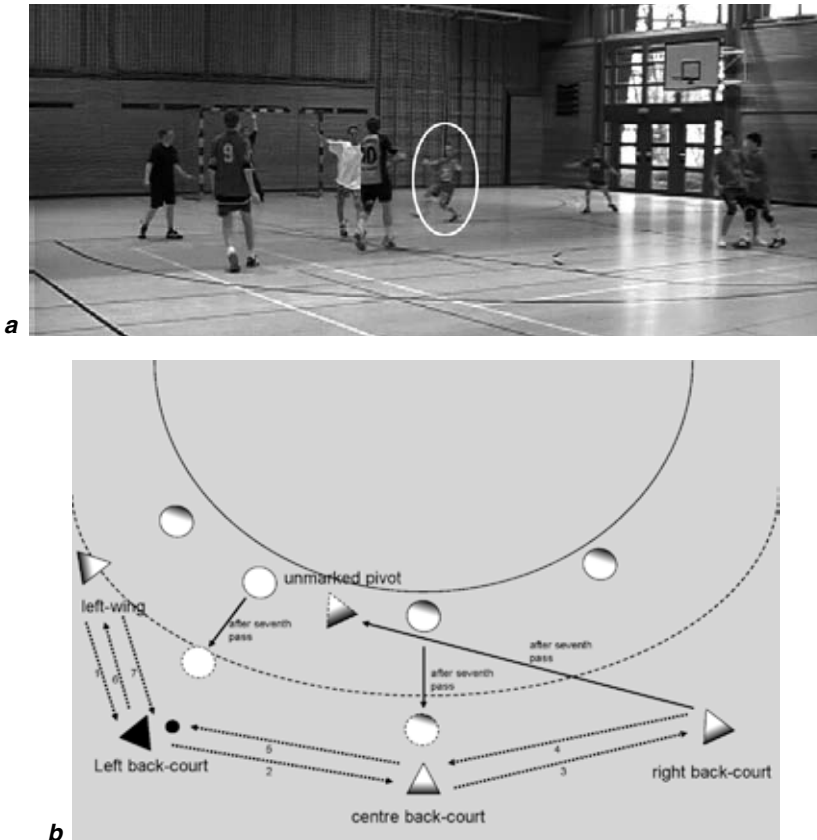 9
10
a
unmarked pivot
left-wing
after seventh
pass
after seventh
pass
after seventh
pass
1
6
7
5
2
4
3
Left back-court
right back-court
centre back-court
b